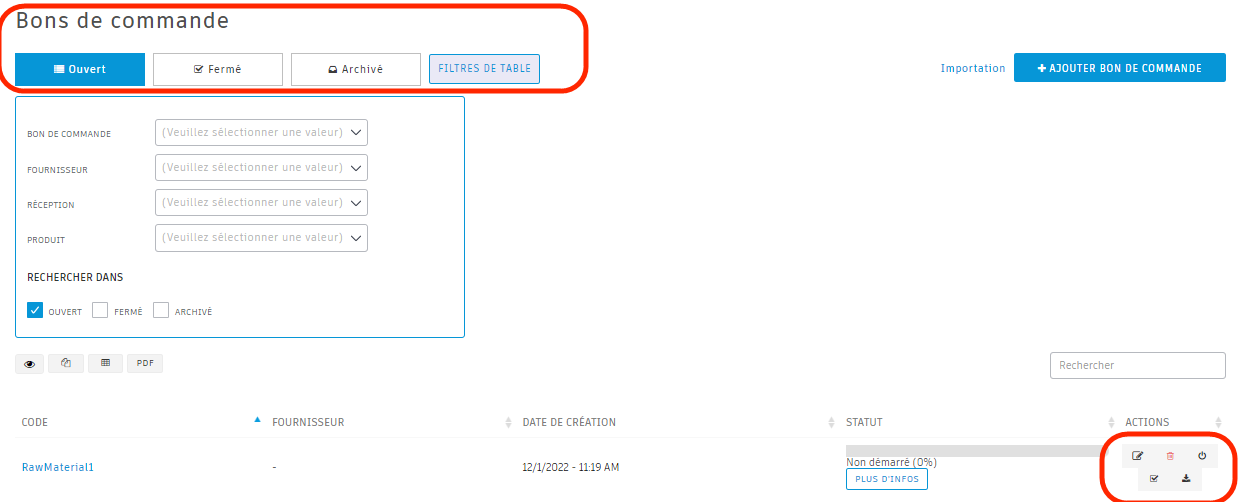 Bons de commande
Ouvert Fermé Archivé FILTRES DE TABLE Importation + AJOUTER BON DE COMMANDE
BON DE COMMANDE (Veuillez sélectionner une valeur)
FOURNISSEUR (Veuillez sélectionner une valeur)
RÉCEPTION (Veuillez sélectionner une valeur)
PRODUIT (Veuillez sélectionner une valeur)
RECHERCHER DANS
OUVERT FERMÉ ARCHIVÉ
PDF Rechercher
CODE FOURNISSEUR DATE DE CRÉATION STATUT ACTIONS
RawMaterial1 - 12/1/2022 - 11:19 AM Non démarré (0%)
PLUS D'INFOS